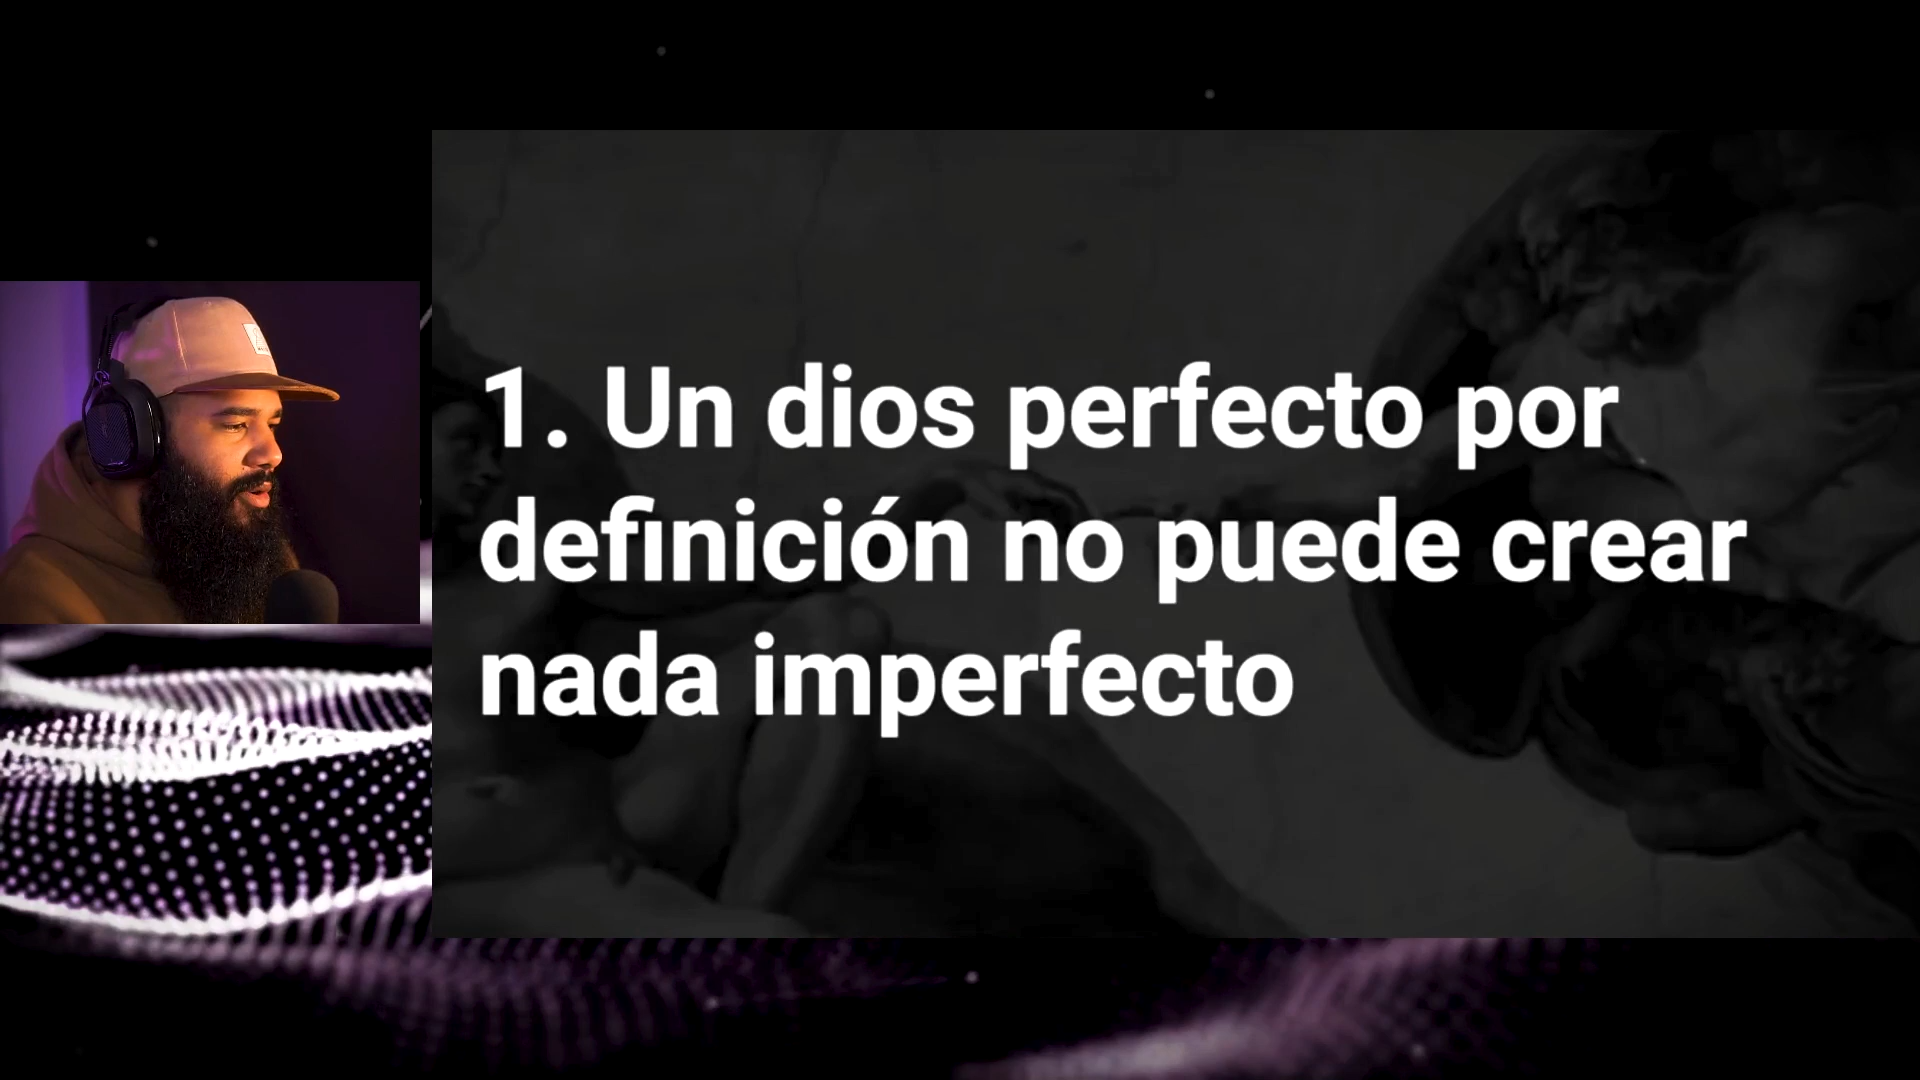 1. Un dios perfecto por
definición no puede crear
nada imperfecto